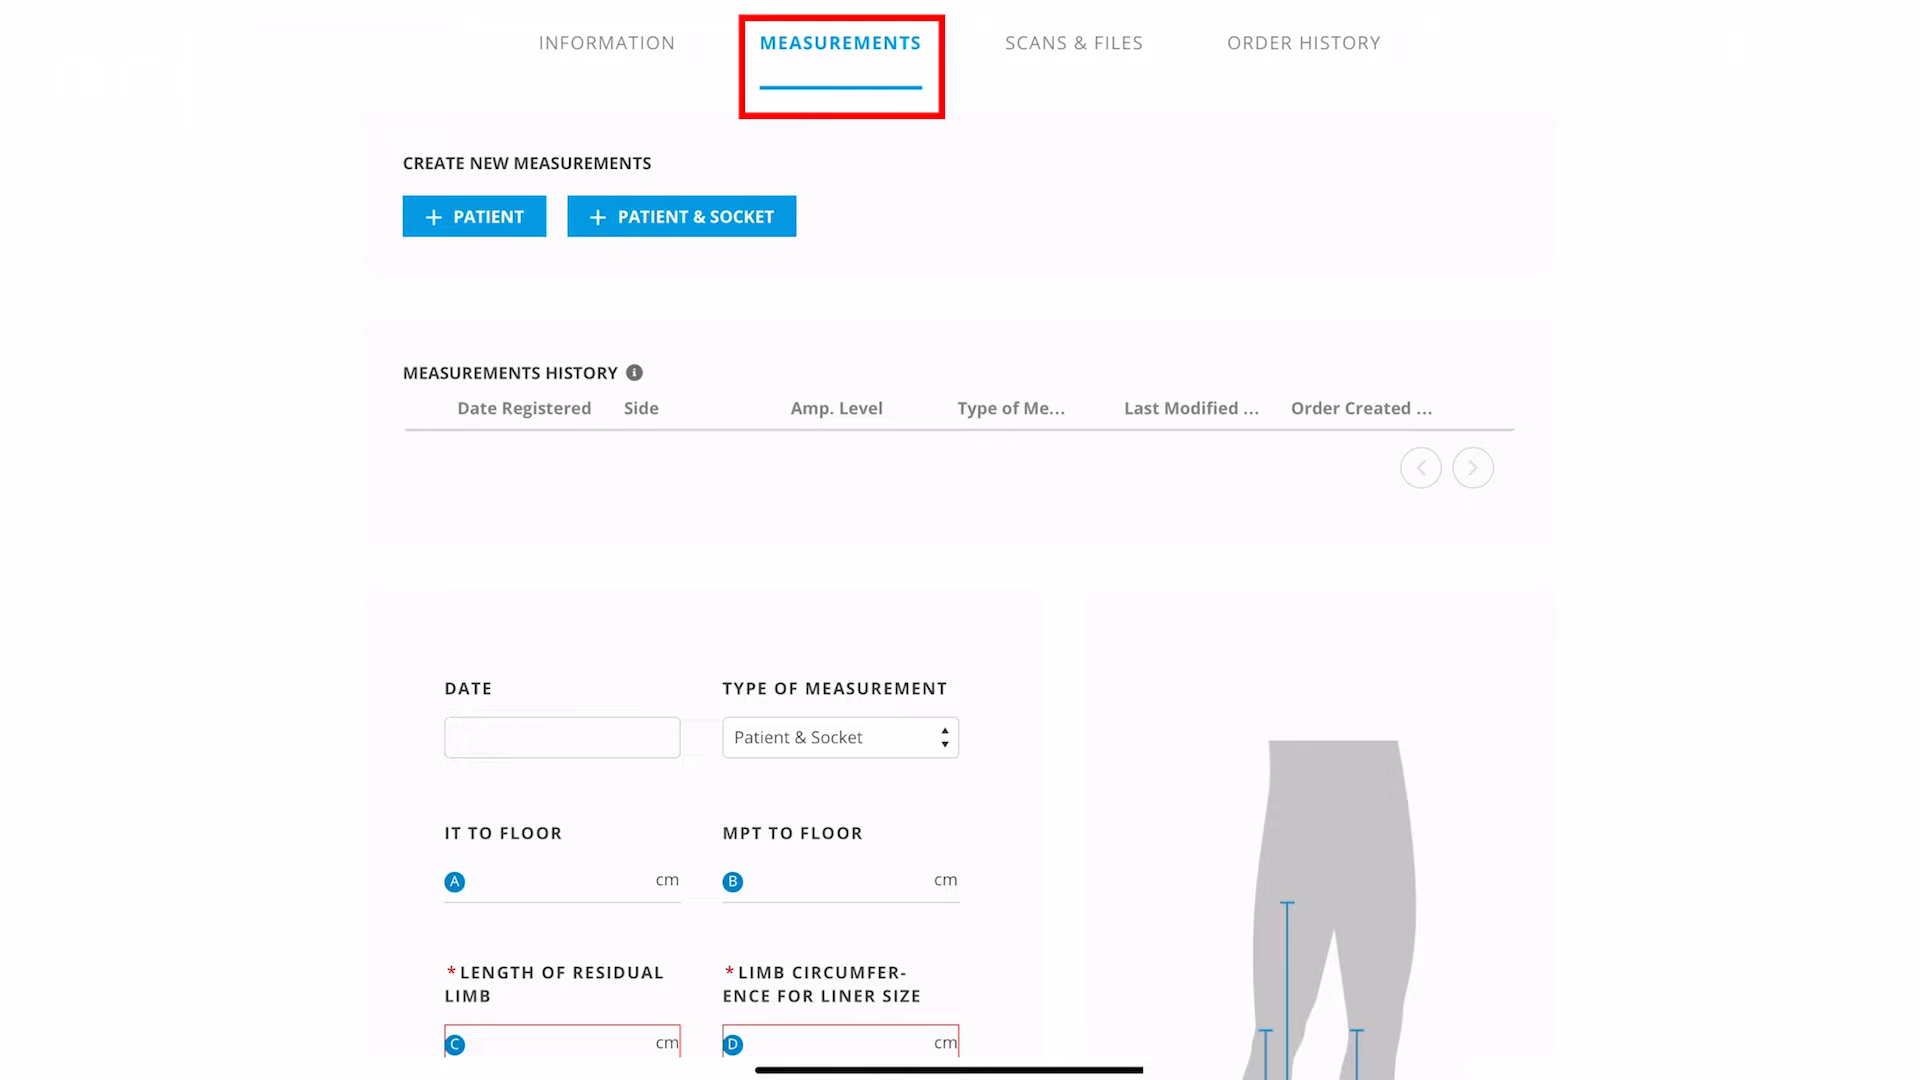 INFORMATION MEASUREMENTS SCANS & FILES ORDER HISTORY
CREATE NEW MEASUREMENTS
+ PATIENT + PATIENT & SOCKET
MEASUREMENTS HISTORY i
Date Registered Side Amp. Level Type of Me... Last Modified ... Order Created ...
DATE TYPE OF MEASUREMENT
Patient & Socket
IT TO FLOOR MPT TO FLOOR
A cm B cm
*LENGTH OF RESIDUAL
LIMB
*LIMB CIRCUMFER-
ENCE FOR LINER SIZE
C cm D cm